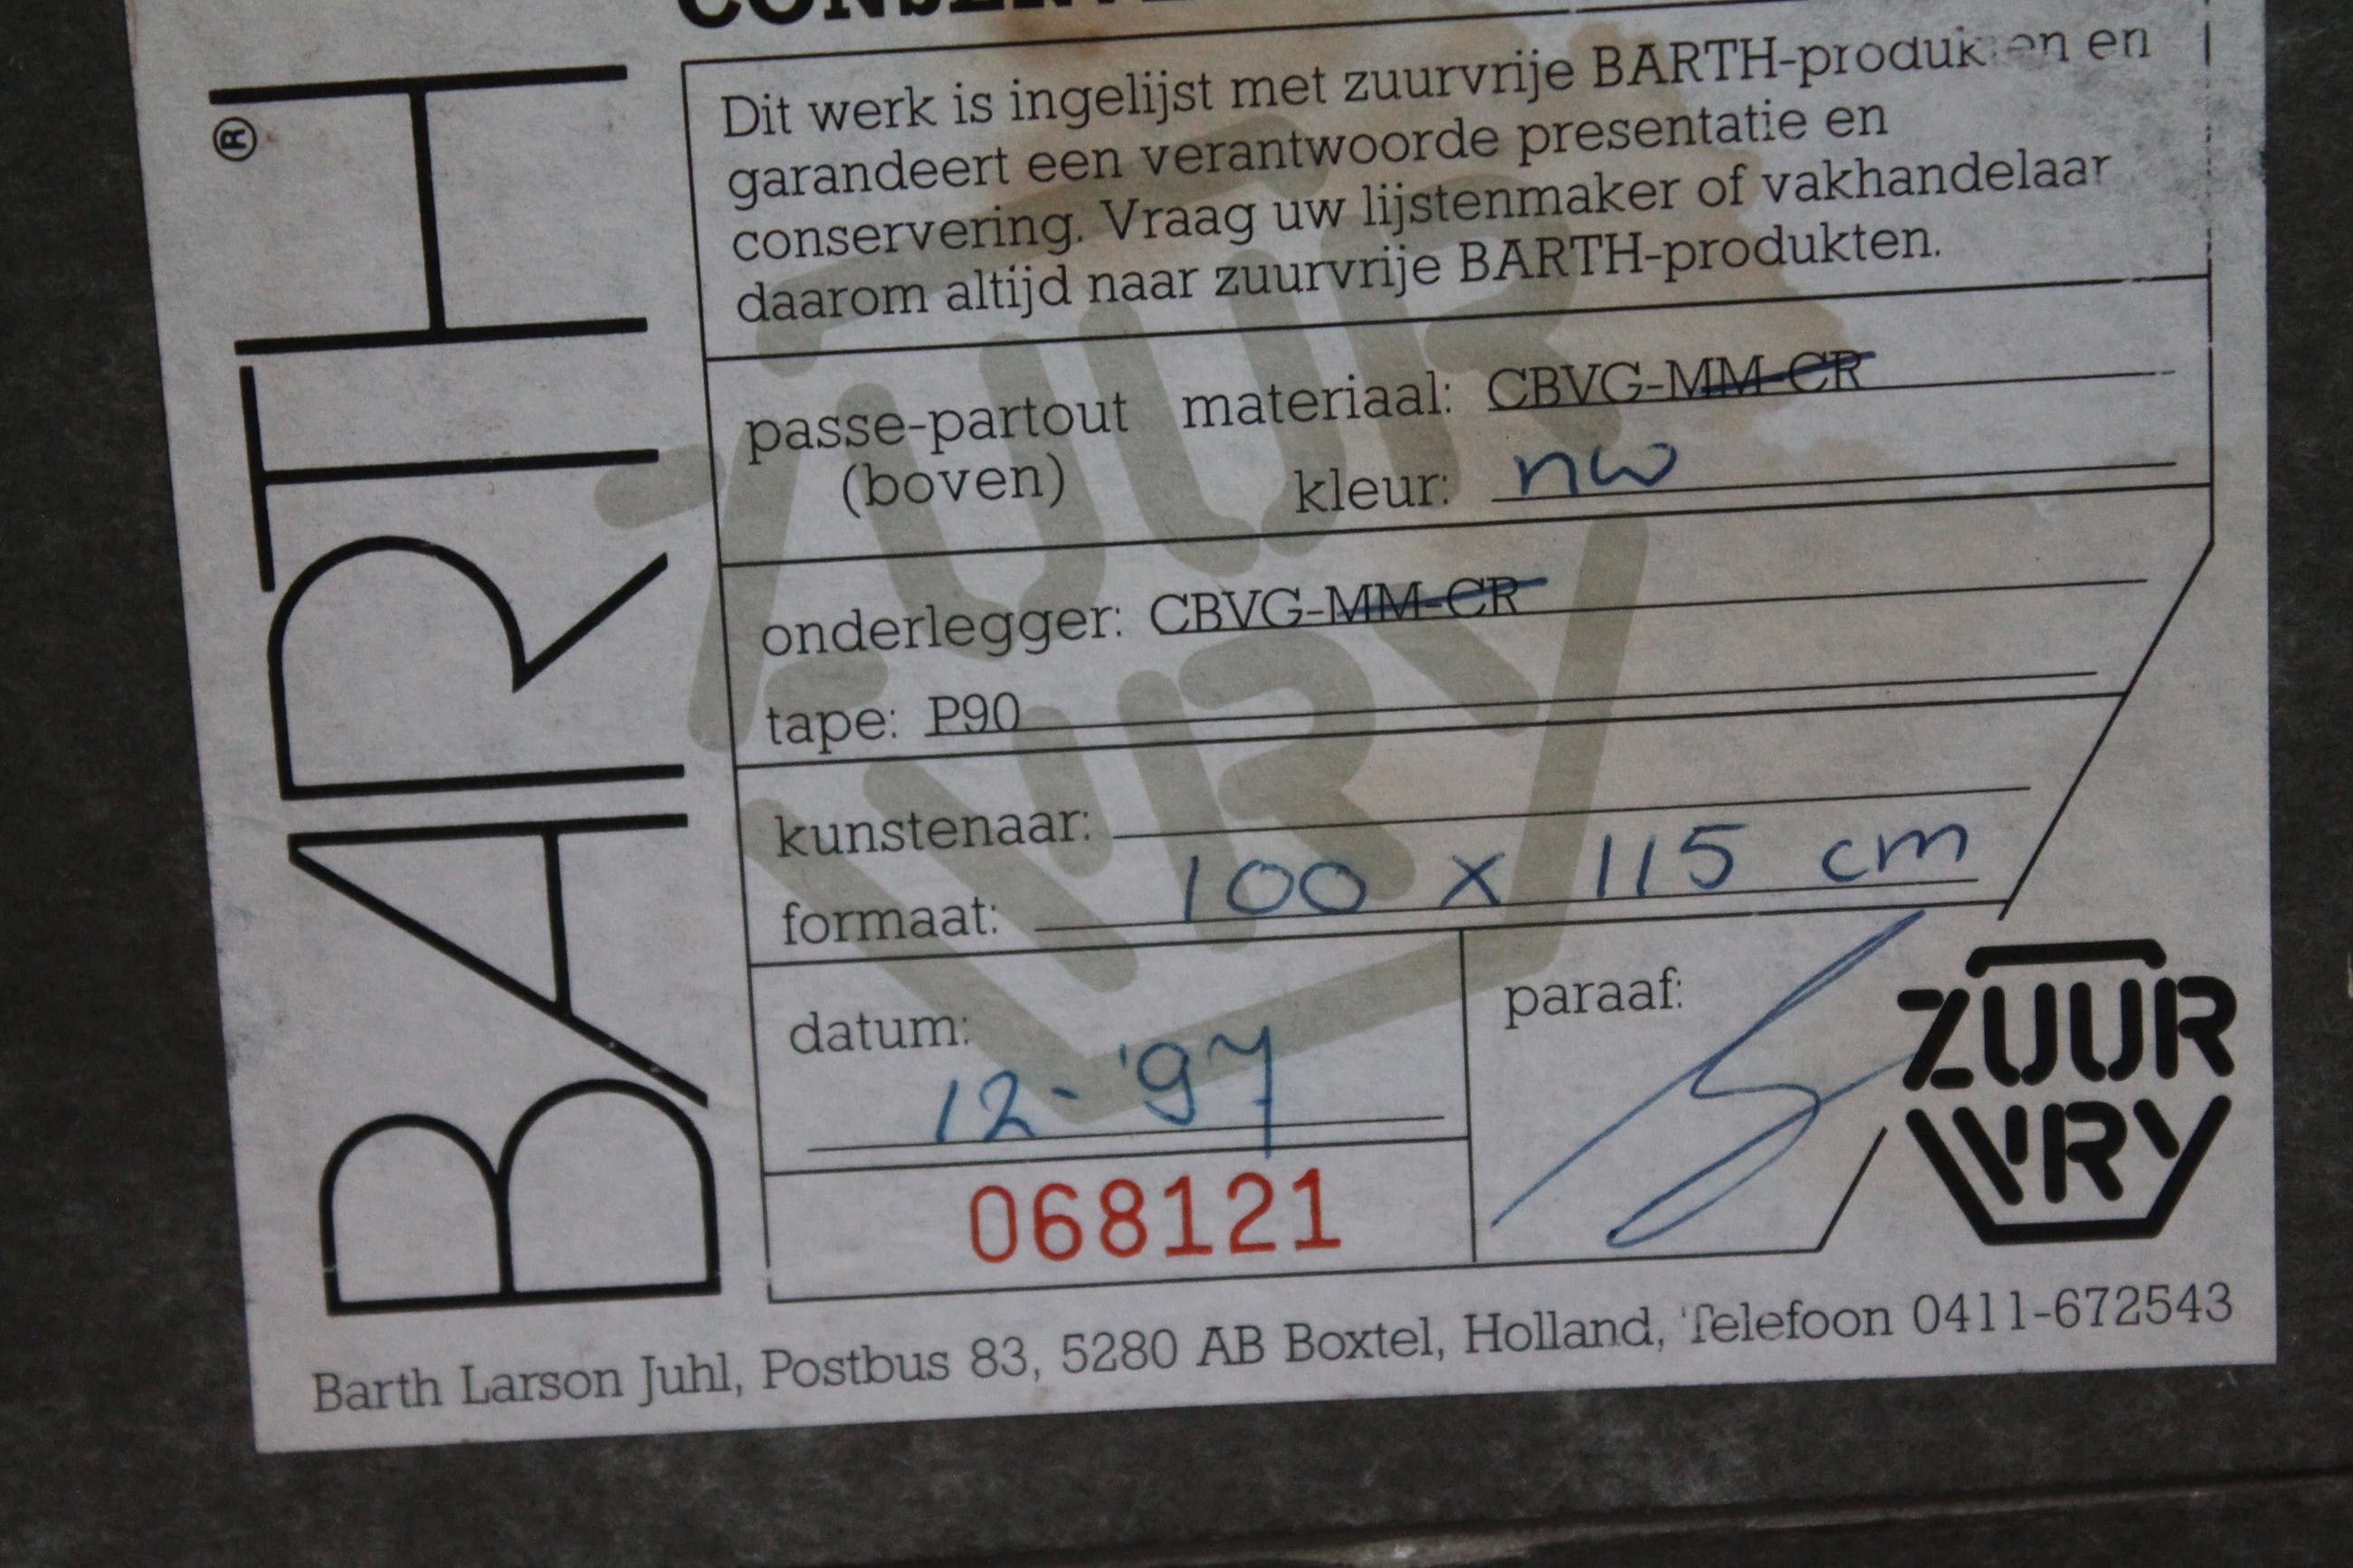 BARTH®
Dit werk is ingelijst met zuurvrije BARTH-produkten en
garandeert een verantwoorde presentatie en
conservering. Vraag uw lijstenmaker of vakhandelaar
daarom altijd naar zuurvrije BARTH-produkten.
passe-partout materiaal: CBVG-MM-CR
(boven) kleur: nw
onderlegger: CBVG-MM-CR
tape: P90
kunstenaar:
formaat: 100 x 115 cm
datum: paraaf:
12-'97
068121
ZUUR
VRY
ZUUR
VRY
Barth Larson Juhl, Postbus 83, 5280 AB Boxtel, Holland, Telefoon 0411-672543